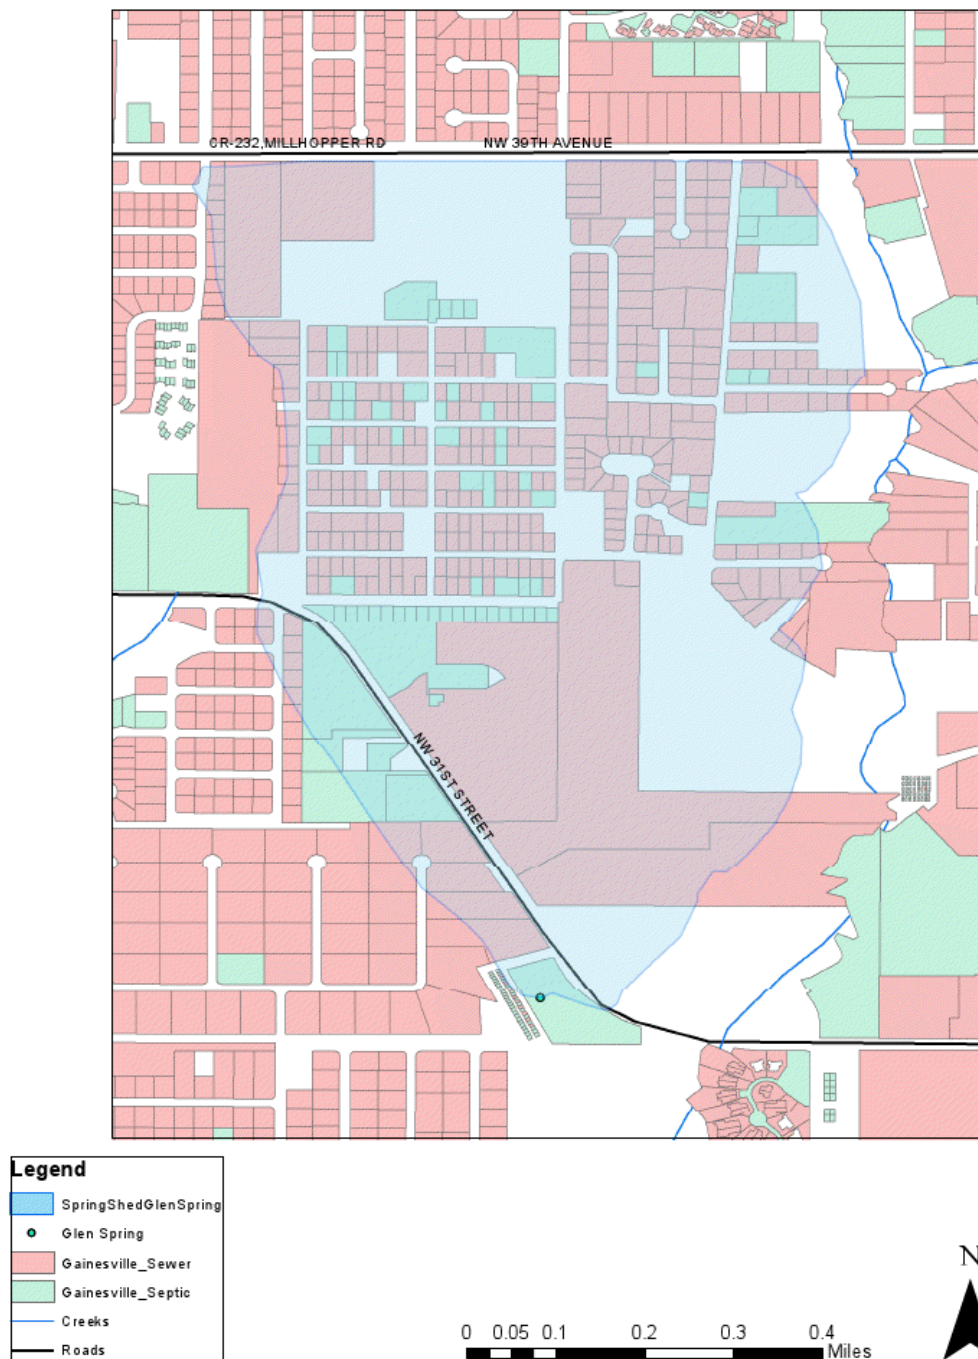 CR-232,MILLHOPPER RD NW 39TH AVENUE
NW 31ST STREET
Legend
SpringShedGlenSpring
Glen Spring
Gainesville_Sewer
Gainesville_Septic
Creeks
Roads
N
0 0.05 0.1 0.2 0.3 0.4
Miles